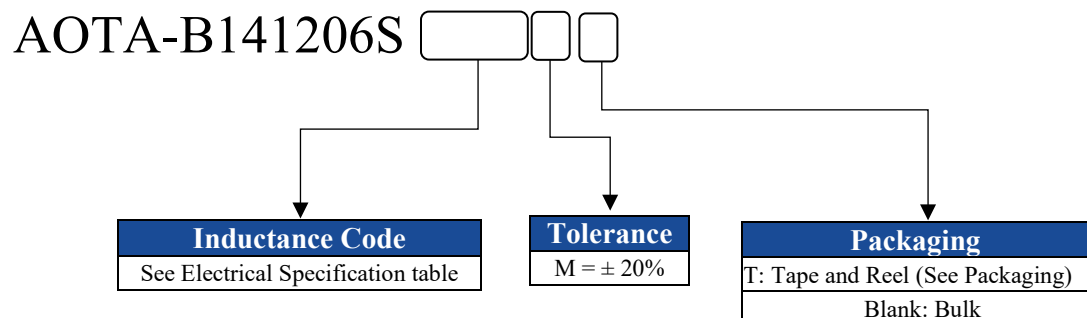 AOTA-B141206S
Inductance Code
See Electrical Specification table
Tolerance
M = ± 20%
Packaging
T: Tape and Reel (See Packaging)
Blank: Bulk